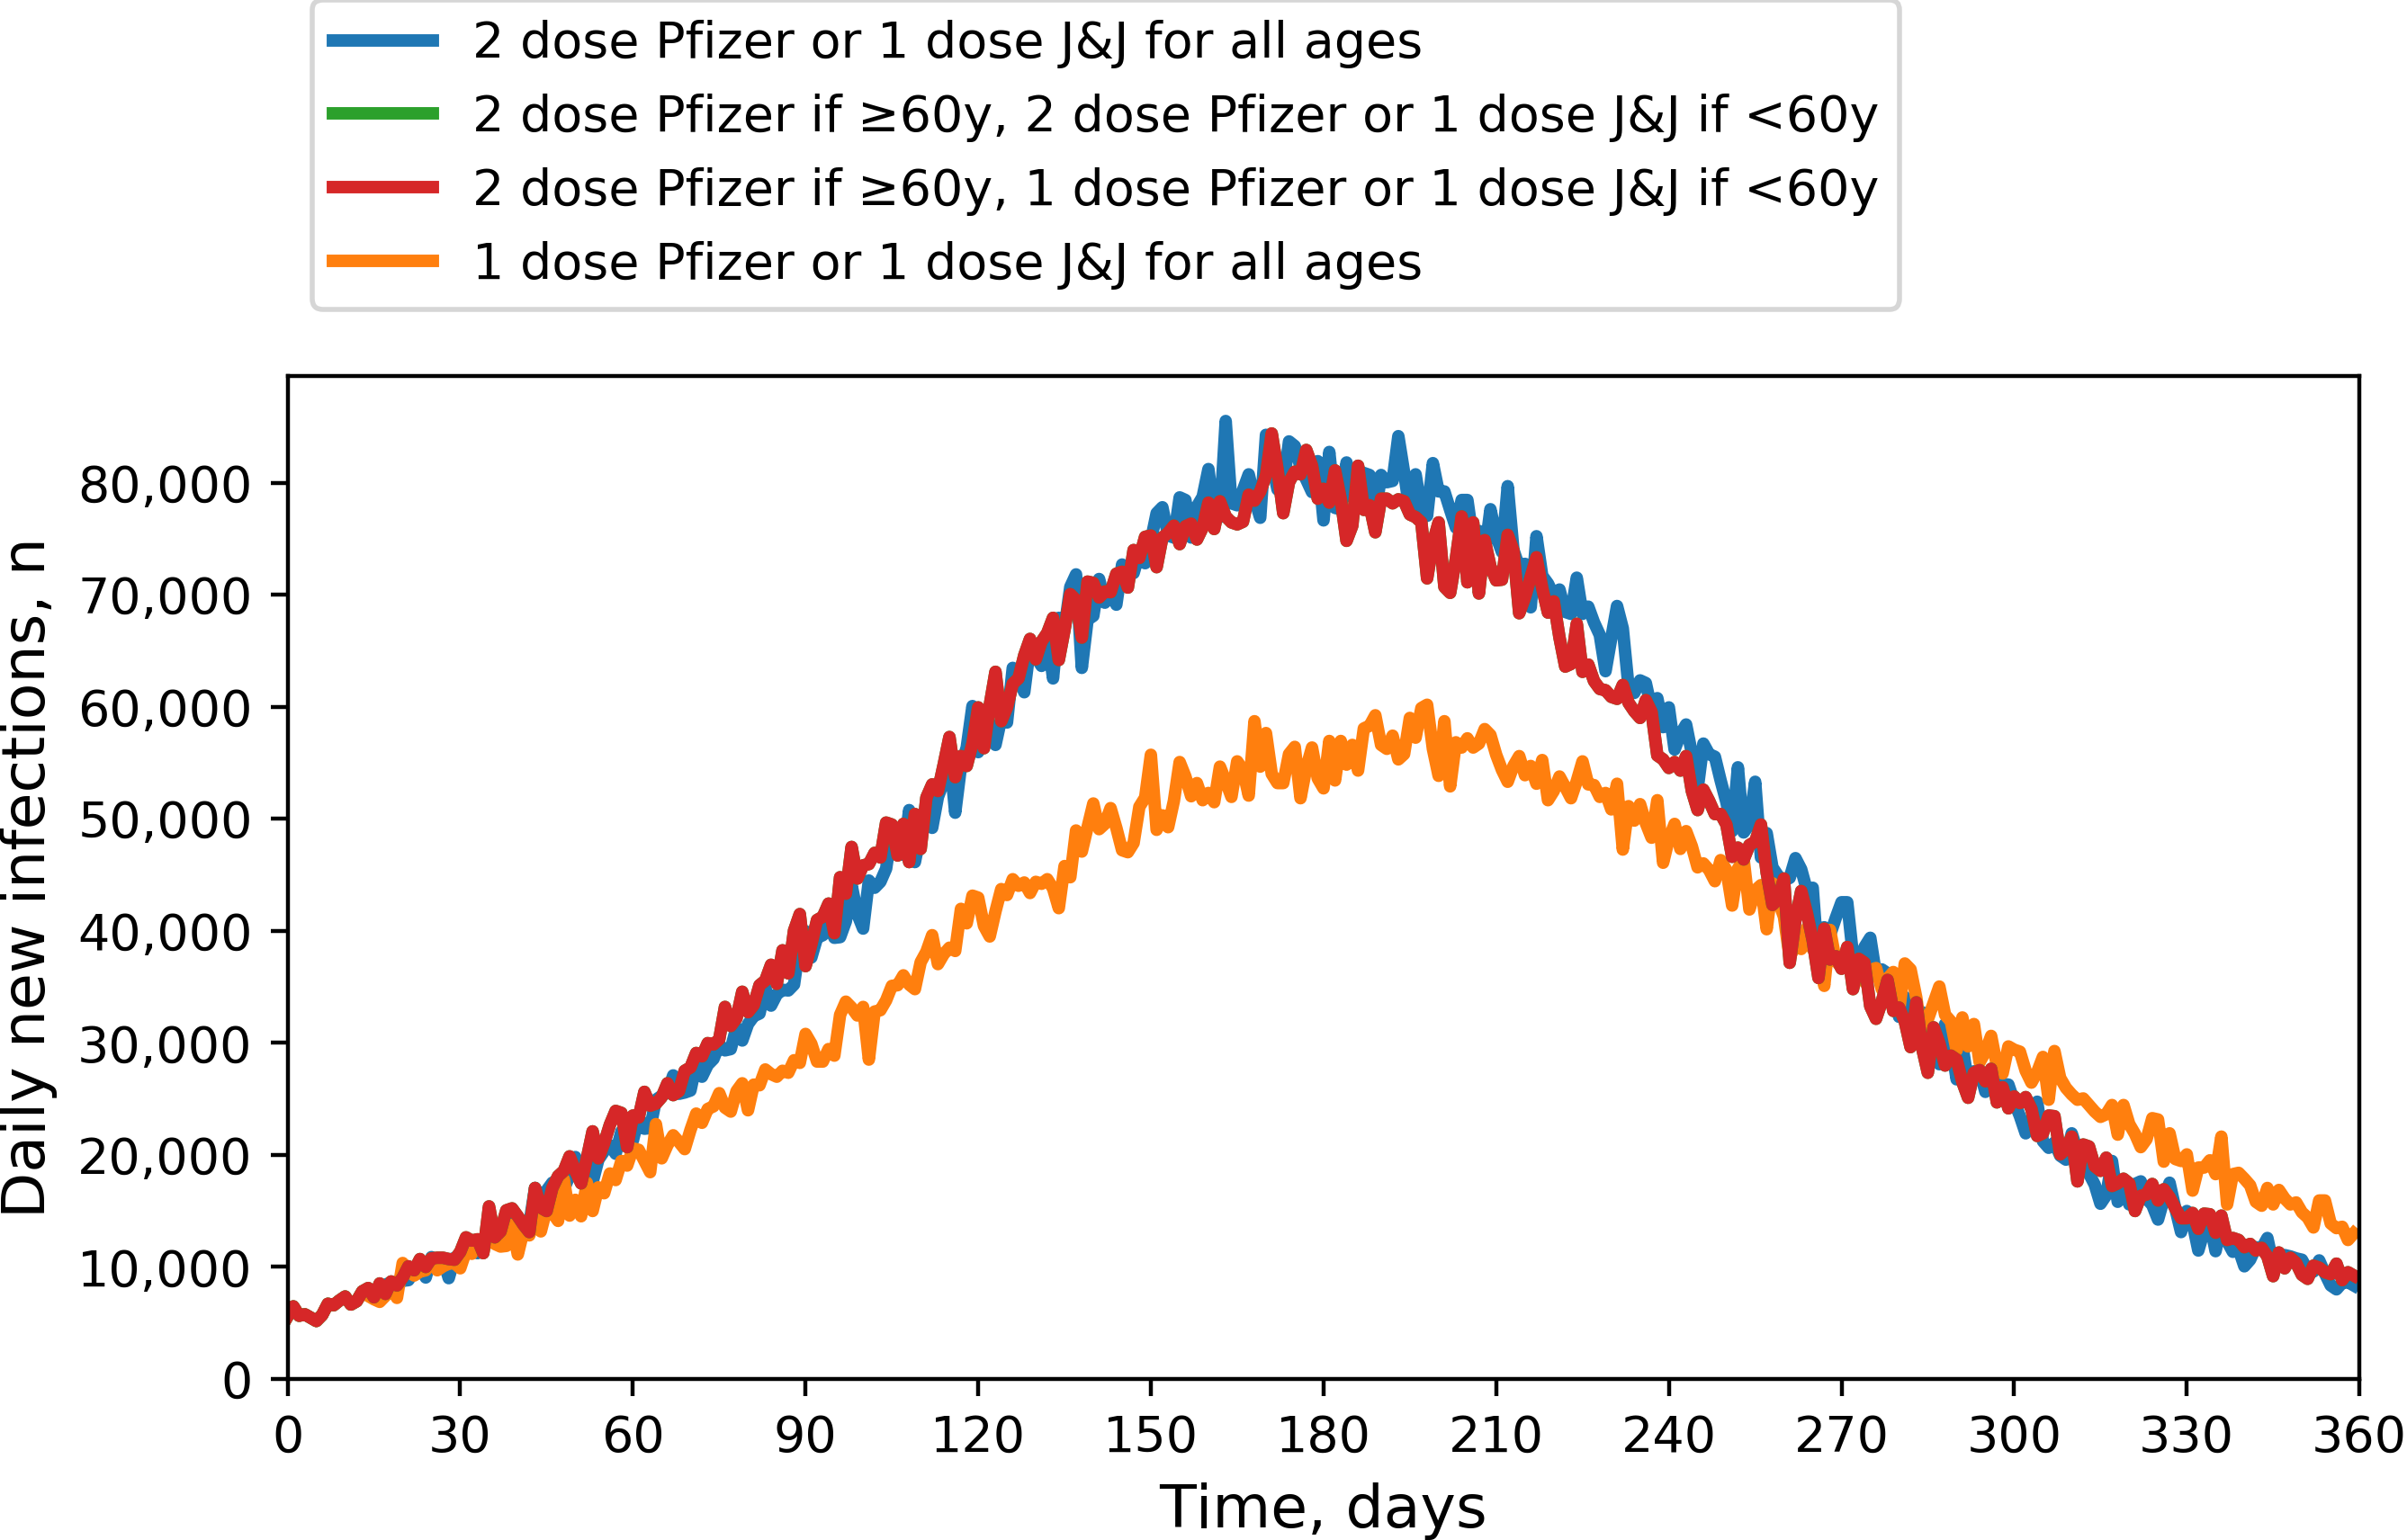 2 dose Pfizer or 1 dose J&J for all ages
2 dose Pfizer if ≥60y, 2 dose Pfizer or 1 dose J&J if <60y
2 dose Pfizer if ≥60y, 1 dose Pfizer or 1 dose J&J if <60y
1 dose Pfizer or 1 dose J&J for all ages
Daily new infections, n
80,000
70,000
60,000
50,000
40,000
30,000
20,000
10,000
0
0 30 60 90 120 150 180 210 240 270 300 330 360
Time, days